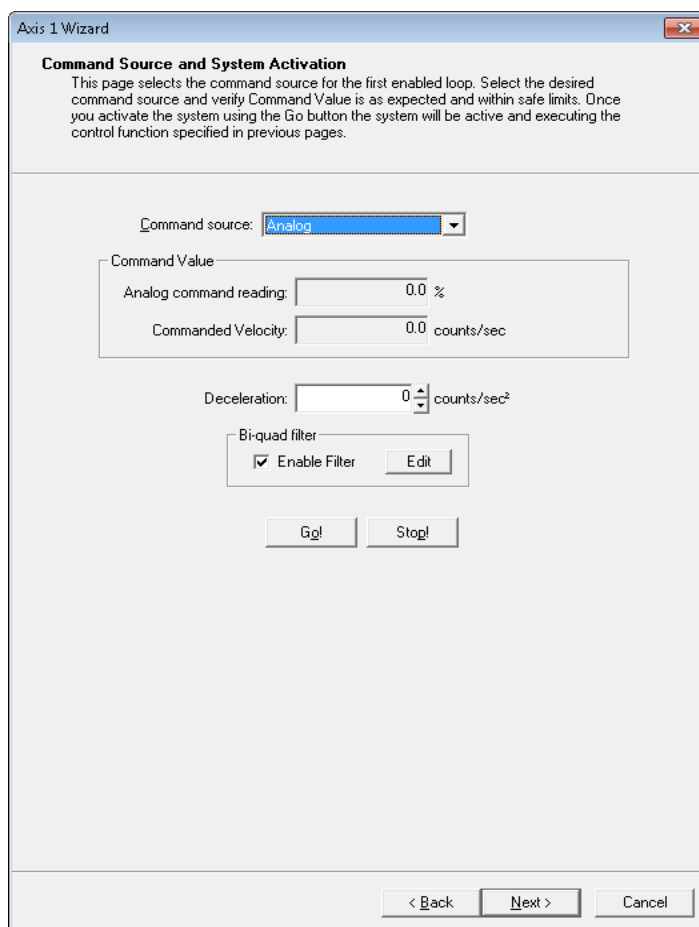 Axis 1 Wizard
Command Source and System Activation
This page selects the command source for the first enabled loop. Select the desired
command source and verify Command Value is as expected and within safe limits. Once
you activate the system using the Go button the system will be active and executing the
control function specified in previous pages.
Command source: Analog
Command Value
Analog command reading: 0.0 %
Commanded Velocity: 0.0 counts/sec
Deceleration: 0 counts/sec²
Bi-quad filter
Enable Filter Edit
Go! Stop!
< Back Next > Cancel